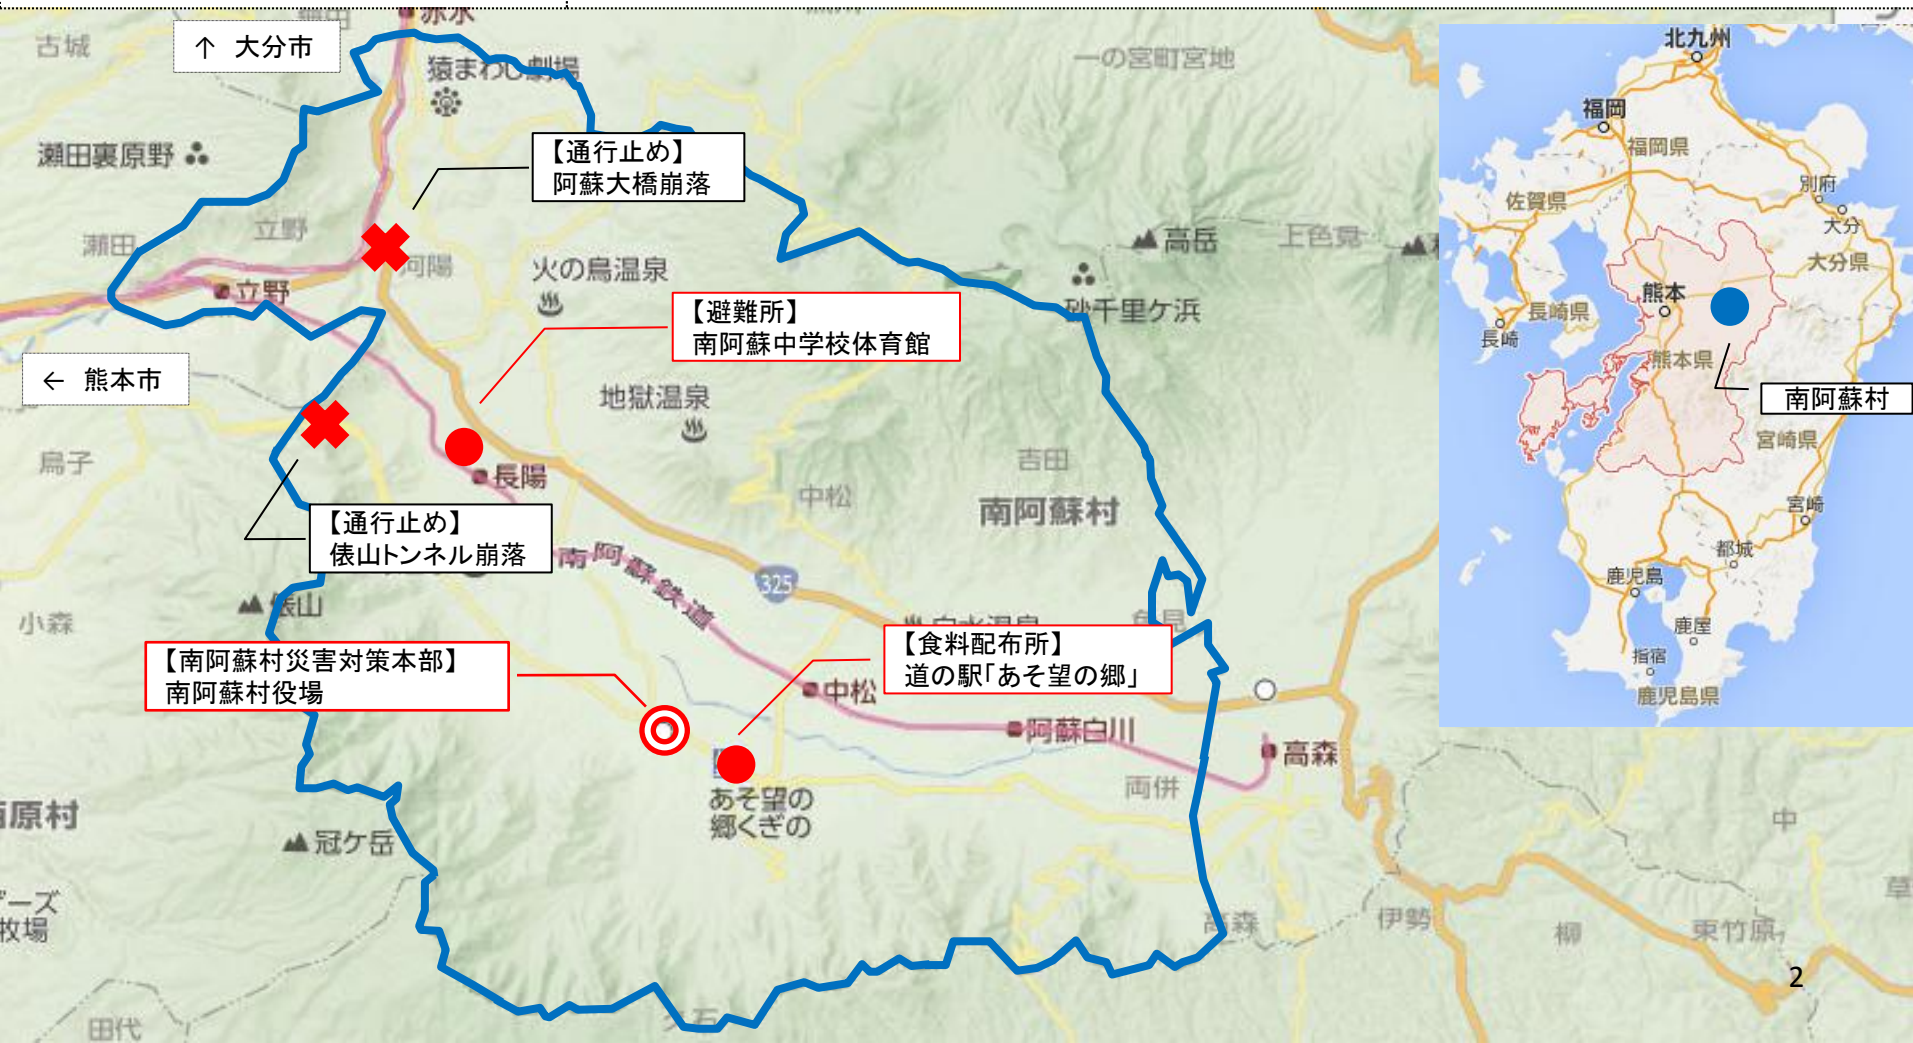 赤水
古城
↑ 大分市
猿まわし劇場
一の宮町宮地
瀬田裏原野
【通行止め】
阿蘇大橋崩落
立野
瀬田
河陽
立野
火の鳥温泉
高岳
上色見
砂千里ケ浜
【避難所】
南阿蘇中学校体育館
← 熊本市
地獄温泉
鳥子
長陽
吉田
中松
南阿蘇村
【通行止め】
俵山トンネル崩落
南阿蘇鉄道
325
俵山
小森
白水温泉
【南阿蘇村災害対策本部】
南阿蘇村役場
【食料配布所】
道の駅「あそ望の郷」
中松
阿蘇白川
高森
両併
あそ望の
郷くぎの
原村
冠ケ岳
中
ーズ
牧場
高森
伊勢
柳
東竹原
草
久石
田代
2
北九州
福岡
福岡県
佐賀県
別府
大分
大分県
熊本
長崎県
長崎
熊本県
南阿蘇村
宮崎県
宮崎
都城
鹿児島
鹿屋
指宿
鹿児島県